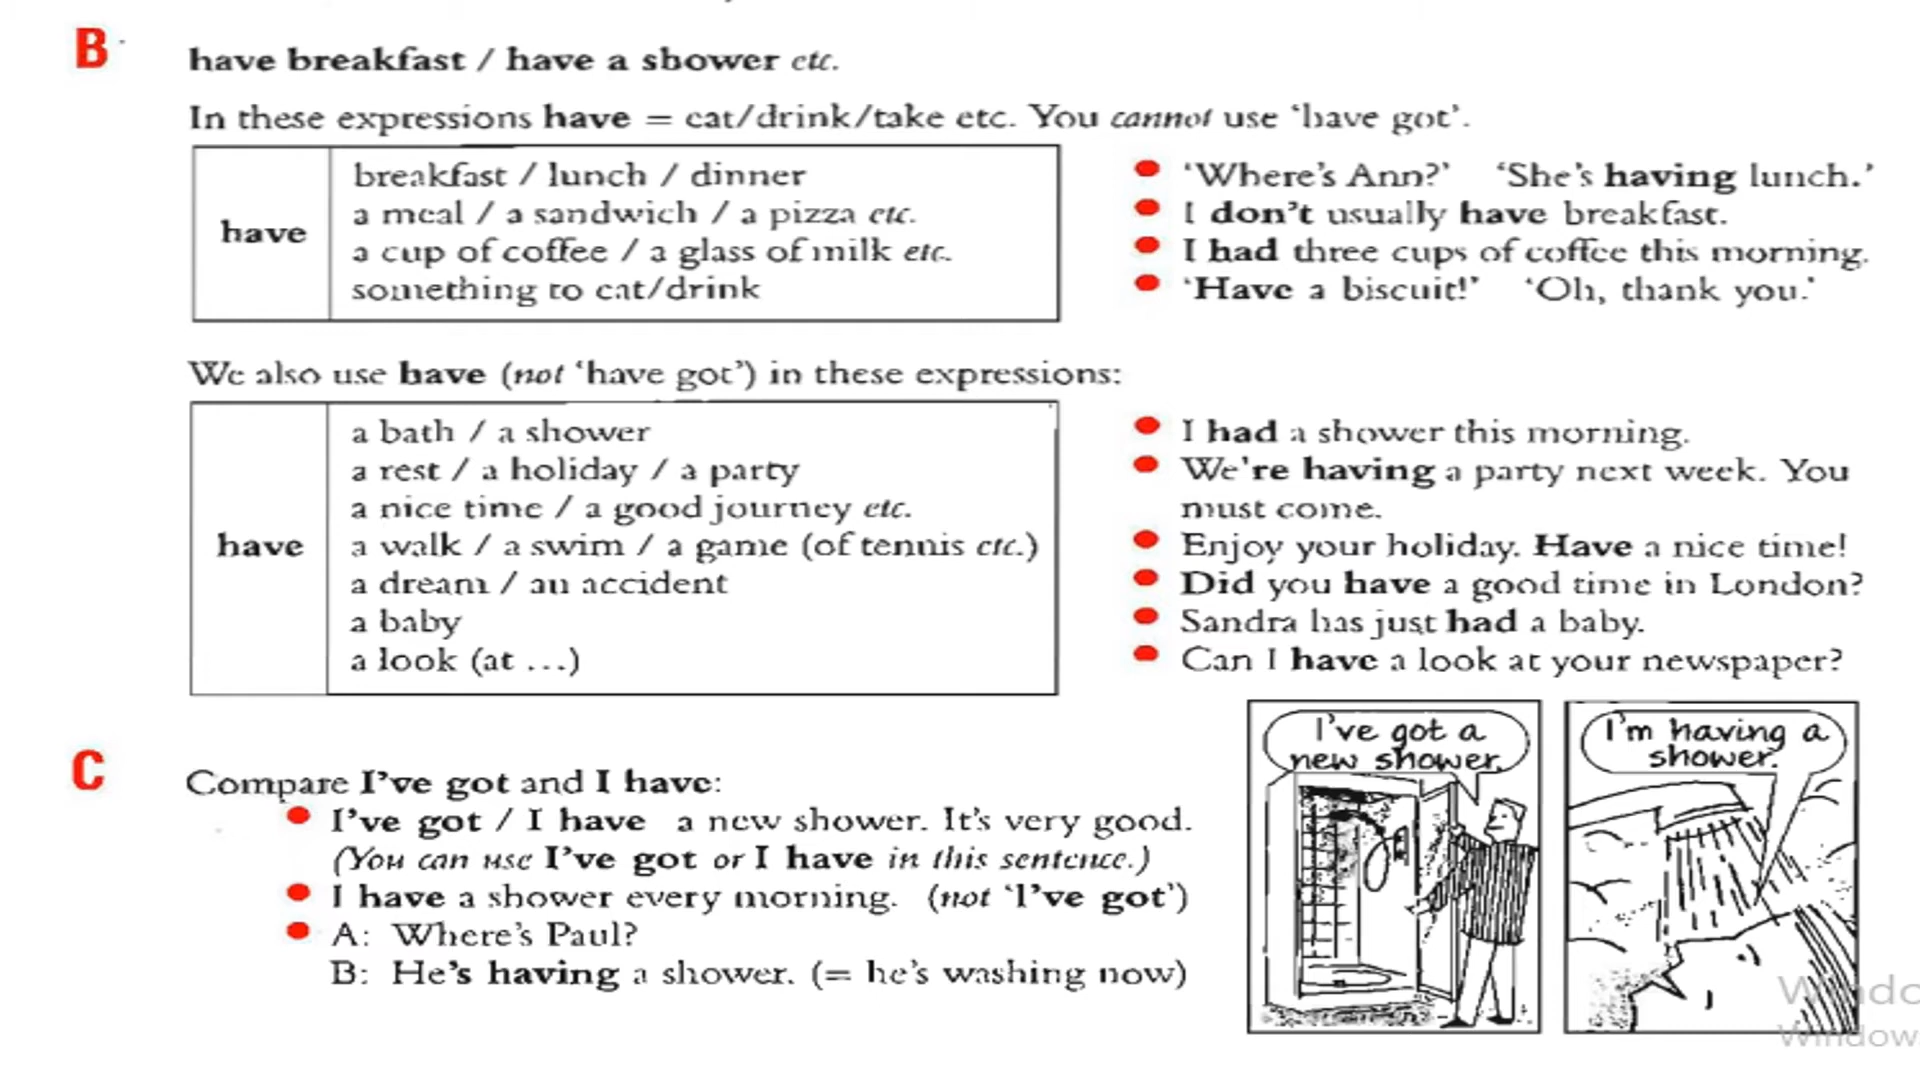 B
have breakfast / have a shower etc.
In these expressions have = eat/drink/take etc. You cannot use ‘have got’.
have
breakfast / lunch / dinner
a meal / a sandwich / a pizza etc.
a cup of coffee / a glass of milk etc.
something to eat/drink
● ‘Where’s Ann?’ ‘She’s having lunch.’
● I don’t usually have breakfast.
● I had three cups of coffee this morning.
● ‘Have a biscuit!’ ‘Oh, thank you.’
We also use have (not ‘have got’) in these expressions:
have
a bath / a shower
a rest / a holiday / a party
a nice time / a good journey etc.
a walk / a swim / a game (of tennis etc.)
a dream / an accident
a baby
a look (at ...)
● I had a shower this morning.
● We’re having a party next week. You
must come.
● Enjoy your holiday. Have a nice time!
● Did you have a good time in London?
● Sandra has just had a baby.
● Can I have a look at your newspaper?
C
Compare I’ve got and I have:
● I’ve got / I have a new shower. It’s very good.
(You can use I’ve got or I have in this sentence.)
● I have a shower every morning. (not ‘I’ve got’)
● A: Where’s Paul?
B: He’s having a shower. (= he’s washing now)
I’ve got a
new shower.
I’m having a
shower.
Windo
Window